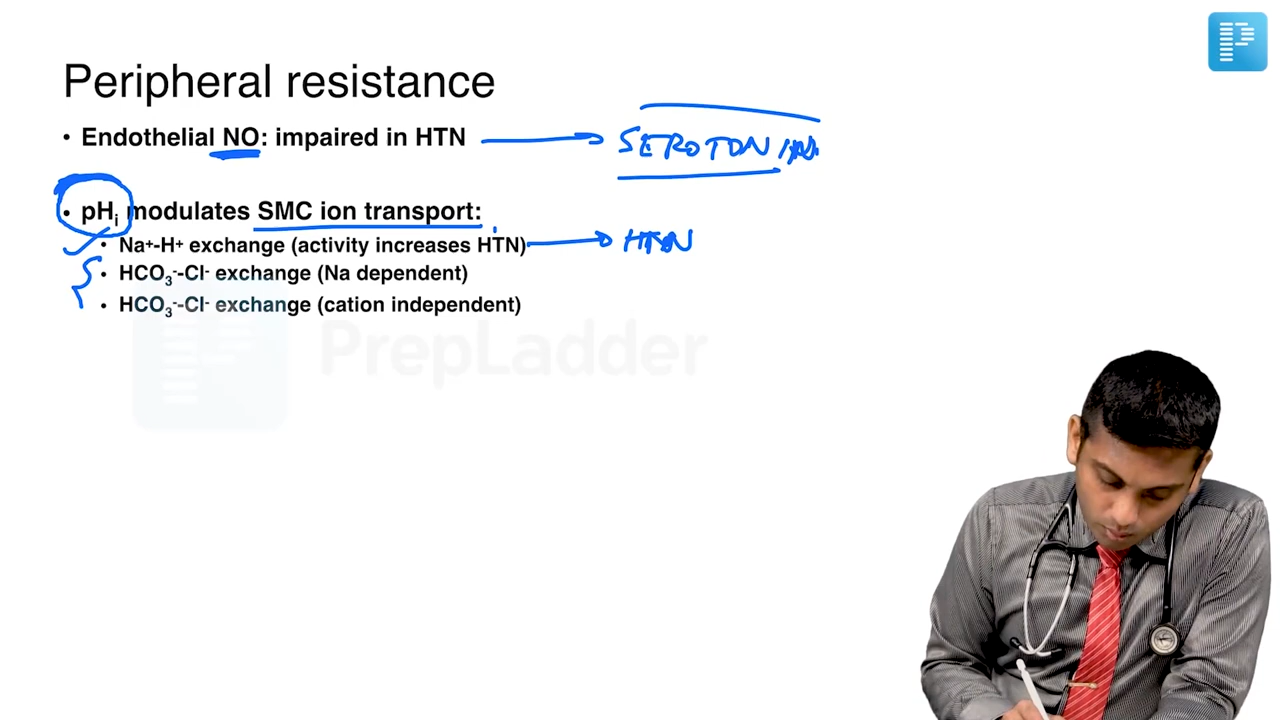 Peripheral resistance
• Endothelial NO: impaired in HTN
SEROTONIN
• pHi modulates SMC ion transport:
• Na+-H+ exchange (activity increases HTN)
HTN
• HCO3–-Cl- exchange (Na dependent)
• HCO3–-Cl- exchange (cation independent)
PrepLadder